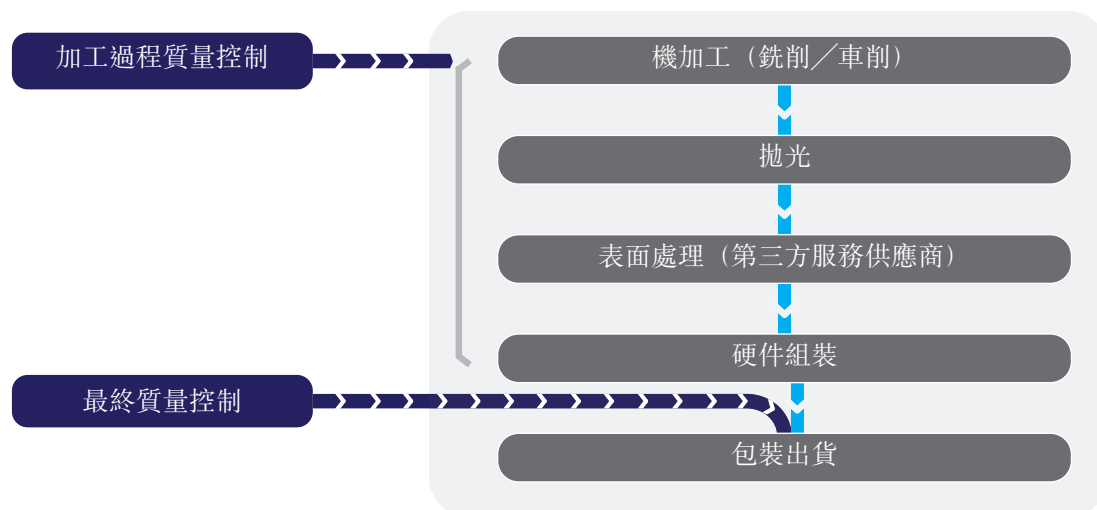 加工過程質量控制
機加工（銑削／車削）
拋光
表面處理（第三方服務供應商）
硬件組裝
最終質量控制
包裝出貨